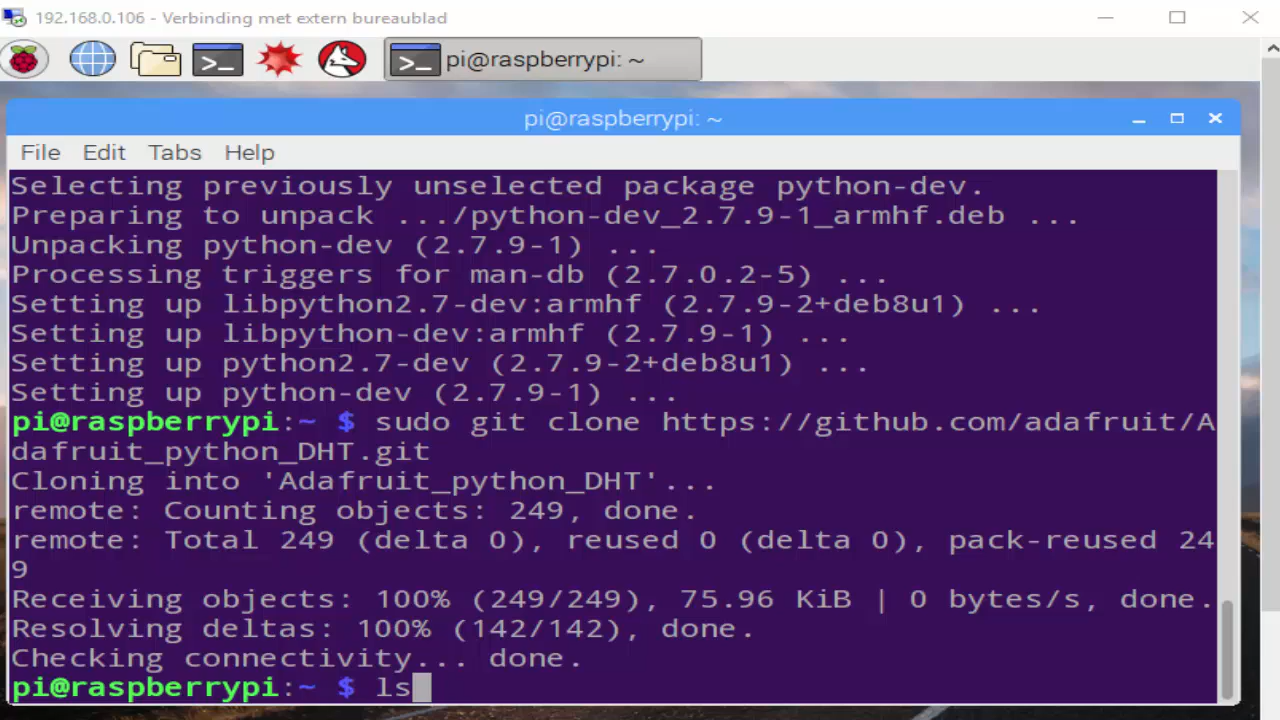 192.168.0.106 - Verbinding met extern bureaublad
>_ >_ pi@raspberrypi: ~
pi@raspberrypi: ~
File Edit Tabs Help
Selecting previously unselected package python-dev.
Preparing to unpack .../python-dev_2.7.9-1_armhf.deb ...
Unpacking python-dev (2.7.9-1) ...
Processing triggers for man-db (2.7.0.2-5) ...
Setting up libpython2.7-dev:armhf (2.7.9-2+deb8u1) ...
Setting up libpython-dev:armhf (2.7.9-1) ...
Setting up python2.7-dev (2.7.9-2+deb8u1) ...
Setting up python-dev (2.7.9-1) ...
pi@raspberrypi:~ $ sudo git clone https://github.com/adafruit/A
dafruit_python_DHT.git
Cloning into 'Adafruit_python_DHT'...
remote: Counting objects: 249, done.
remote: Total 249 (delta 0), reused 0 (delta 0), pack-reused 24
9
Receiving objects: 100% (249/249), 75.96 KiB | 0 bytes/s, done.
Resolving deltas: 100% (142/142), done.
Checking connectivity... done.
pi@raspberrypi:~ $ ls